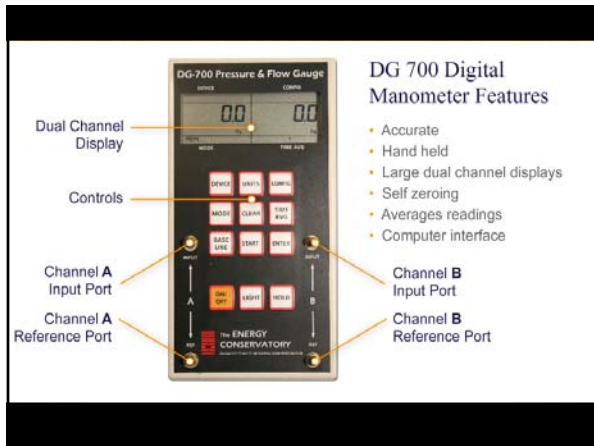 DG-700 Pressure & Flow Gauge
DEVICE CONFIG
0.0 0.0
MODE TIME AVG
DEVICE UNITS CONFIG
MODE CLEAR TIME AVG
BASE LINE START ENTER
INPUT INPUT
ON/OFF LIGHT HOLD
A B
REF REF
The ENERGY
CONSERVATORY
Dual Channel
Display
Controls
Channel A
Input Port
Channel A
Reference Port
Channel B
Input Port
Channel B
Reference Port
DG 700 Digital
Manometer Features
• Accurate
• Hand held
• Large dual channel displays
• Self zeroing
• Averages readings
• Computer interface